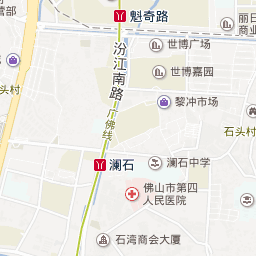 营部
魁奇路
丽日
商业
世博广场
汾江南路
世博嘉园
黎冲市场
石头村
头村
广佛线
澜石
澜石中学
佛山市第四
人民医院
石湾商会大厦